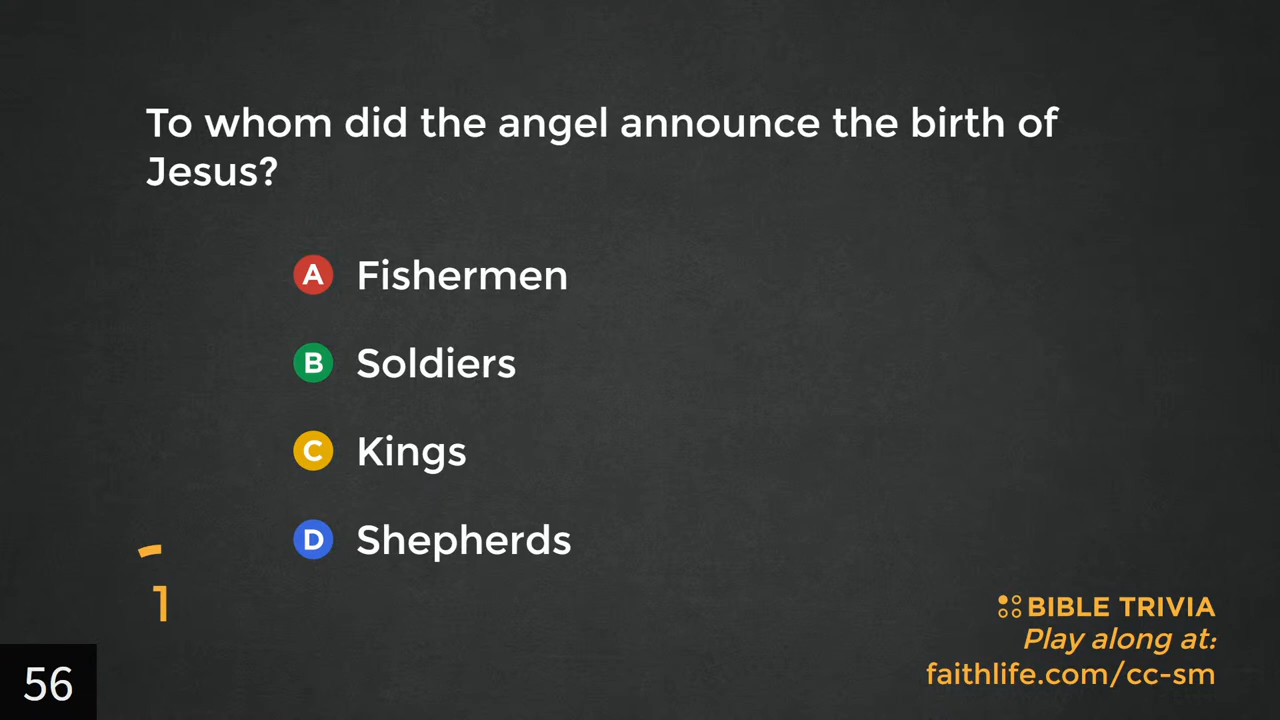 To whom did the angel announce the birth of
Jesus?
A Fishermen
B Soldiers
C Kings
D Shepherds
1
BIBLE TRIVIA
Play along at:
faithlife.com/cc-sm
56